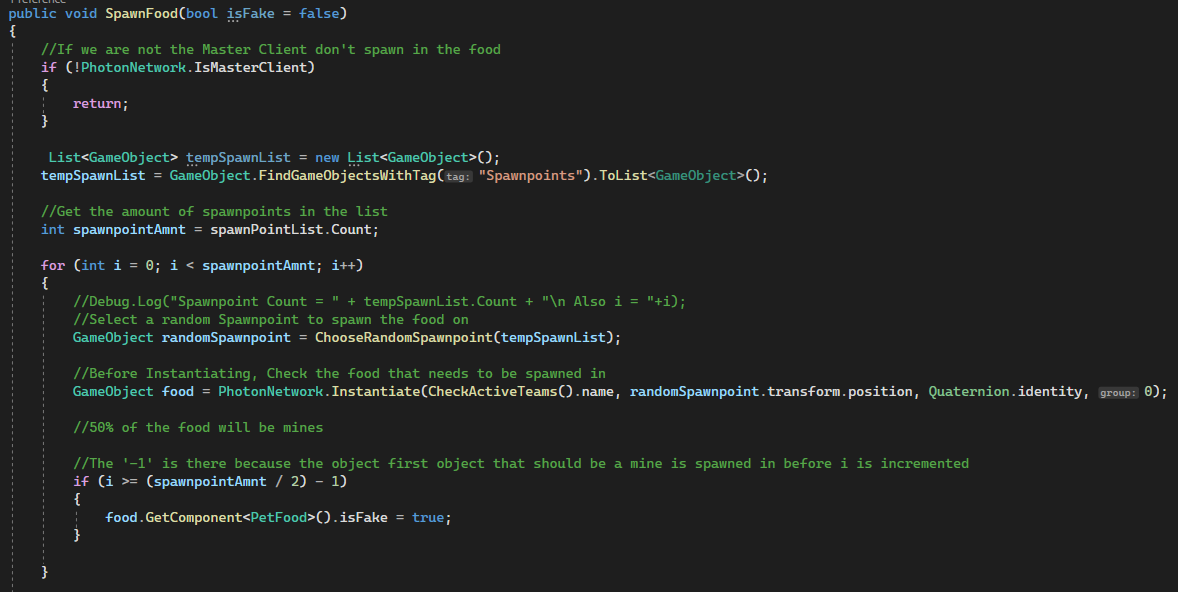 public void SpawnFood(bool isFake = false)
{
//If we are not the Master Client don't spawn in the food
if (!PhotonNetwork.IsMasterClient)
{
return;
}
List<GameObject> tempSpawnList = new List<GameObject>();
tempSpawnList = GameObject.FindGameObjectsWithTag(tag: "Spawnpoints").ToList<GameObject>();
//Get the amount of spawnpoints in the list
int spawnpointAmnt = spawnPointList.Count;
for (int i = 0; i < spawnpointAmnt; i++)
{
//Debug.Log("Spawnpoint Count = " + tempSpawnList.Count + "\n Also i = "+i);
//Select a random Spawnpoint to spawn the food on
GameObject randomSpawnpoint = ChooseRandomSpawnpoint(tempSpawnList);
//Before Instantiating, Check the food that needs to be spawned in
GameObject food = PhotonNetwork.Instantiate(CheckActiveTeams().name, randomSpawnpoint.transform.position, Quaternion.identity, group: 0);
//50% of the food will be mines
//The '-1' is there because the object first object that should be a mine is spawned in before i is incremented
if (i >= (spawnpointAmnt / 2) - 1)
{
food.GetComponent<PetFood>().isFake = true;
}
}